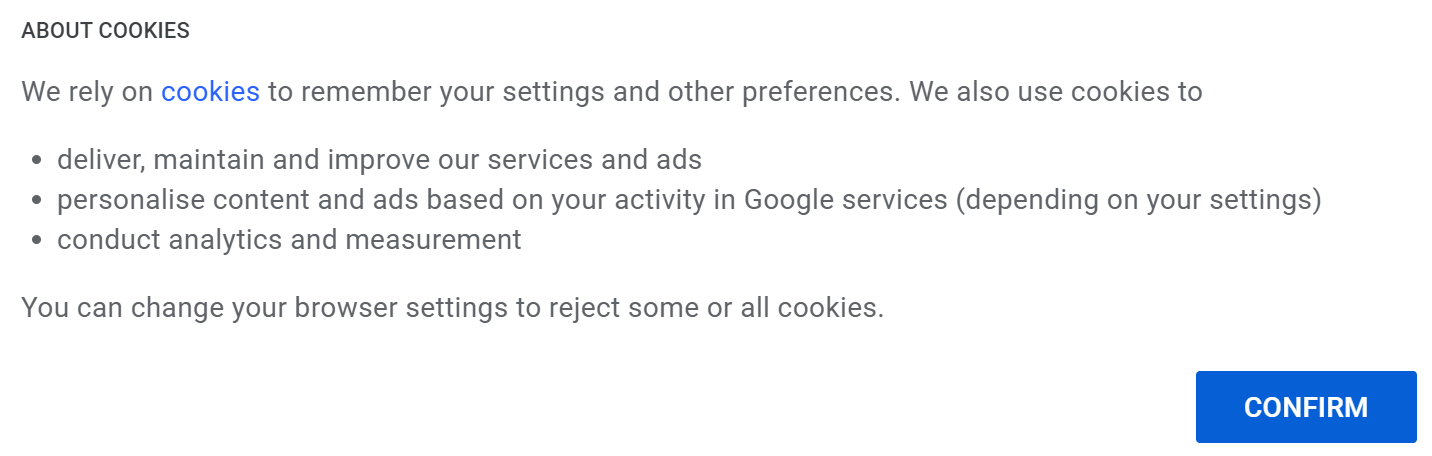 ABOUT COOKIES
We rely on cookies to remember your settings and other preferences. We also use cookies to
• deliver, maintain and improve our services and ads
• personalise content and ads based on your activity in Google services (depending on your settings)
• conduct analytics and measurement
You can change your browser settings to reject some or all cookies.
CONFIRM